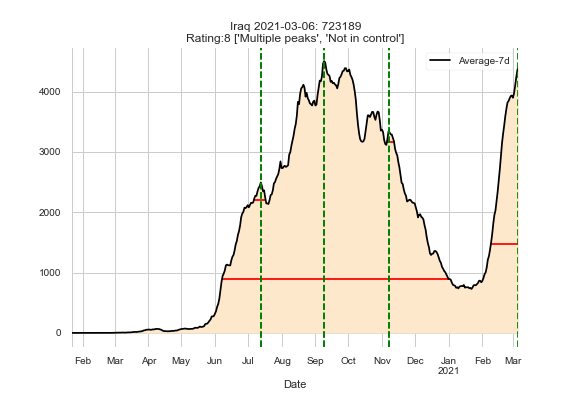 Iraq 2021-03-06: 723189
Rating:8 ['Multiple peaks', 'Not in control']
Average-7d
4000
3000
2000
1000
0
Feb Mar Apr May Jun Jul Aug Sep Oct Nov Dec Jan Feb Mar
2021
Date